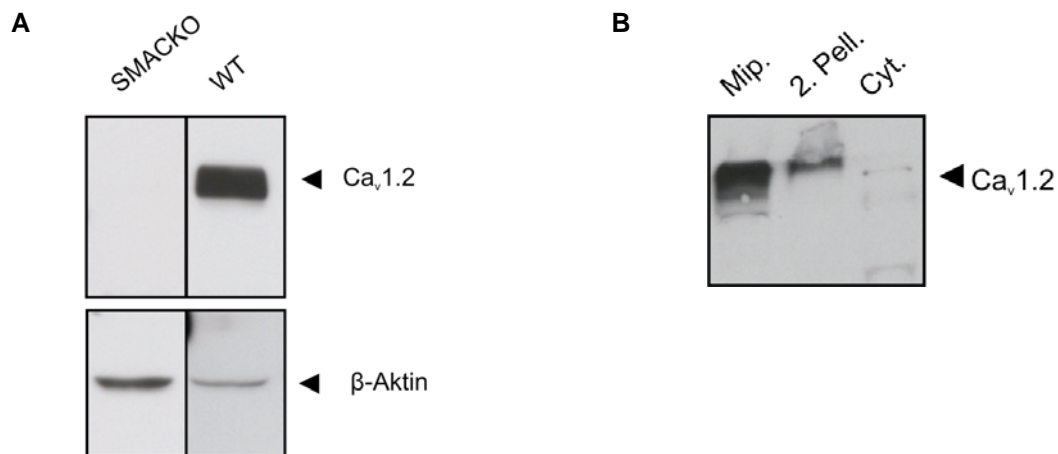 A
SMACKO
WT
Caᵥ1.2
β-Aktin
B
Mip.
2. Pell.
Cyt.
Caᵥ1.2